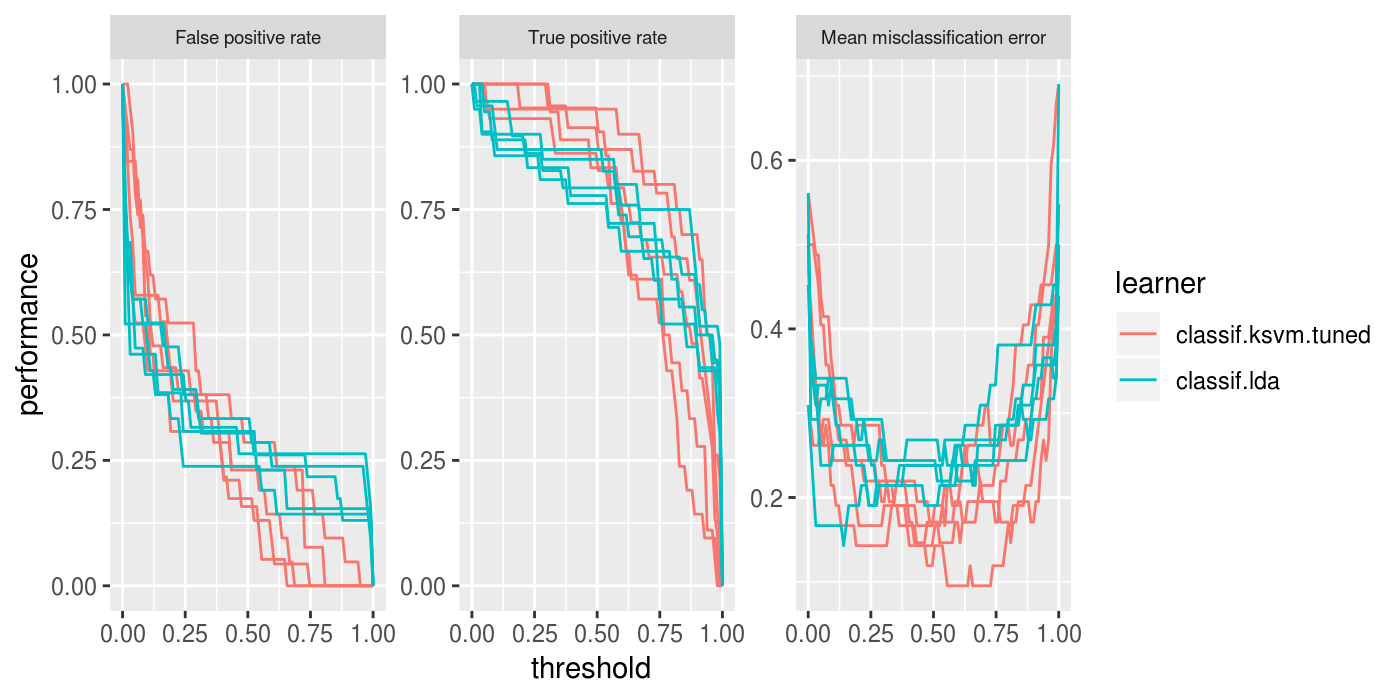 False positive rate
True positive rate
Mean misclassification error
performance
1.00
0.75
0.50
0.25
0.00
0.00 0.25 0.50 0.75 1.00
1.00
0.75
0.50
0.25
0.00
0.00 0.25 0.50 0.75 1.00
0.6
0.4
0.2
0.00 0.25 0.50 0.75 1.00
threshold
learner
classif.ksvm.tuned
classif.lda